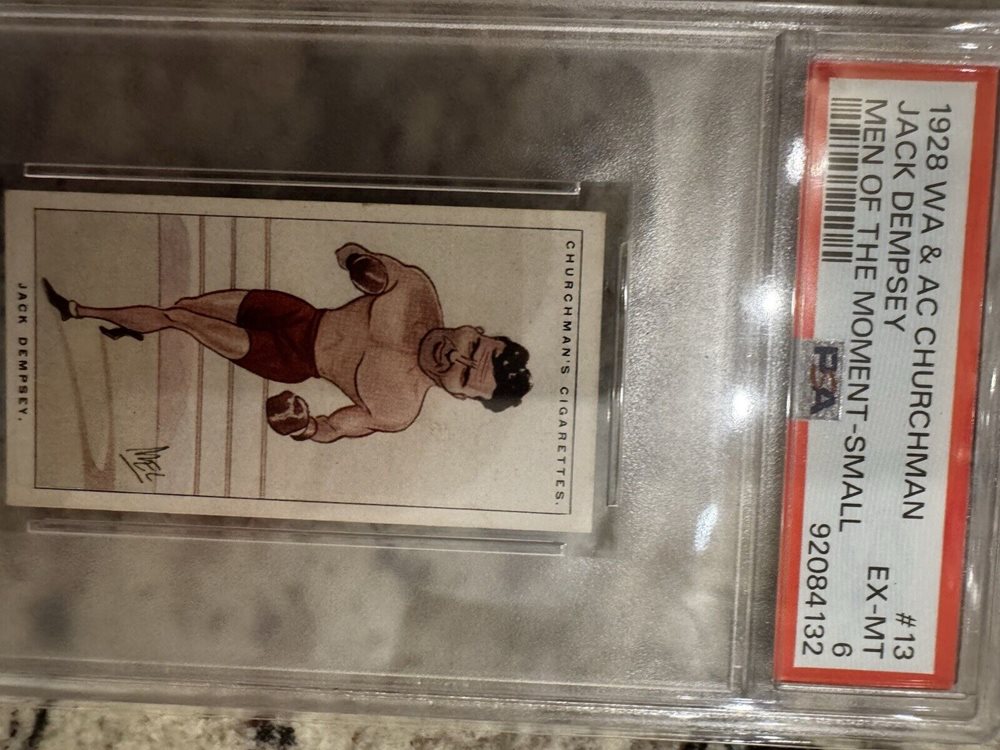 1928 WA & AC CHURCHMAN #13
JACK DEMPSEY EX-MT
MEN OF THE MOMENT-SMALL 6
PSA 92084132
CHURCHMAN'S CIGARETTES.
MEL
JACK DEMPSEY.